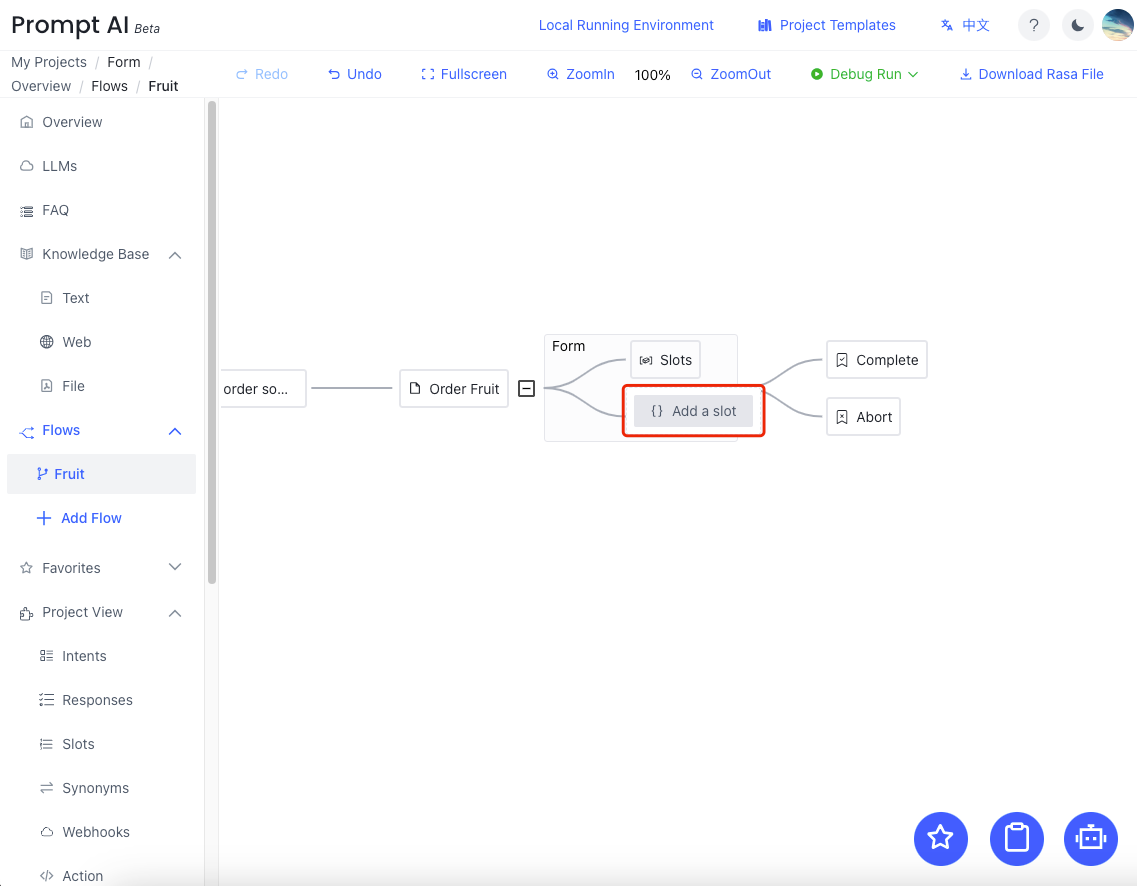 Prompt AI Beta
Local Running Environment
Project Templates
中文
?
My Projects / Form /
Overview / Flows / Fruit
Redo
Undo
Fullscreen
ZoomIn
100%
ZoomOut
Debug Run
Download Rasa File
Overview
LLMs
FAQ
Knowledge Base
Text
Web
File
Flows
Fruit
Add Flow
Favorites
Project View
Intents
Responses
Slots
Synonyms
Webhooks
Action
order so...
Order Fruit
Form
Slots
{} Add a slot
Complete
Abort